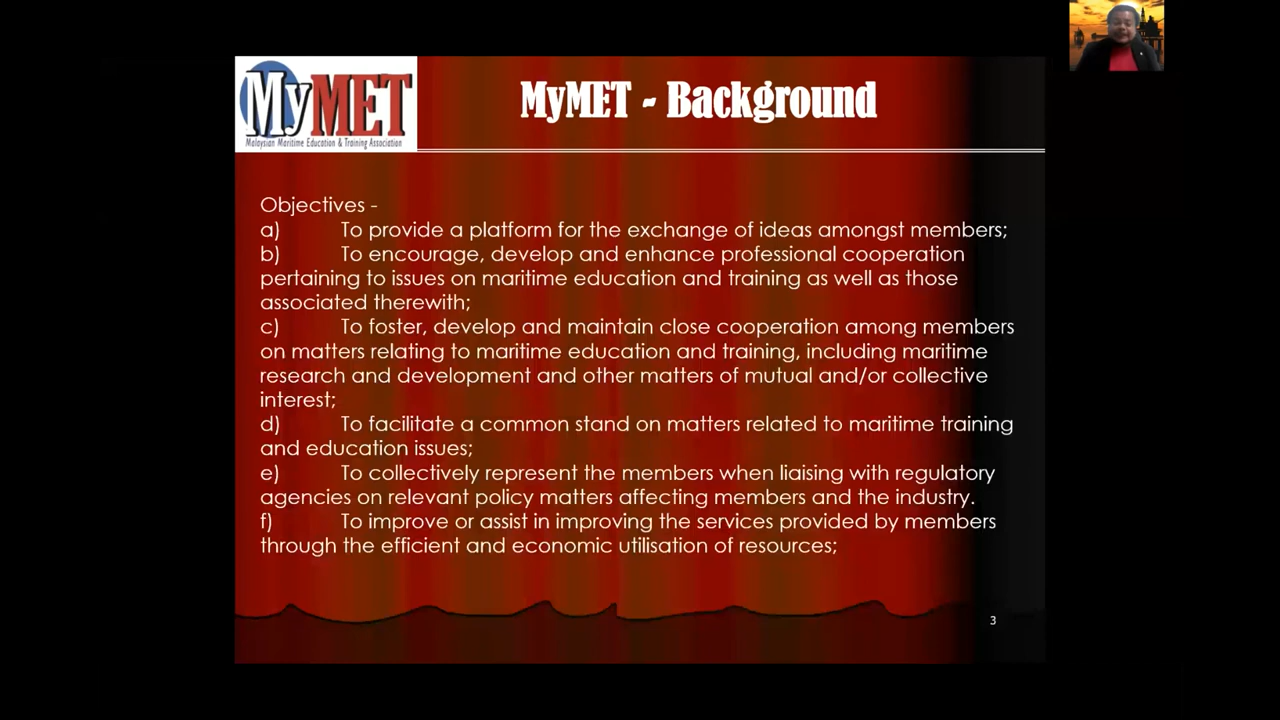 MyMET
Malaysian Maritime Education & Training Association
MyMET - Background
Objectives -
a) To provide a platform for the exchange of ideas amongst members;
b) To encourage, develop and enhance professional cooperation
pertaining to issues on maritime education and training as well as those
associated therewith;
c) To foster, develop and maintain close cooperation among members
on matters relating to maritime education and training, including maritime
research and development and other matters of mutual and/or collective
interest;
d) To facilitate a common stand on matters related to maritime training
and education issues;
e) To collectively represent the members when liaising with regulatory
agencies on relevant policy matters affecting members and the industry.
f) To improve or assist in improving the services provided by members
through the efficient and economic utilisation of resources;
3